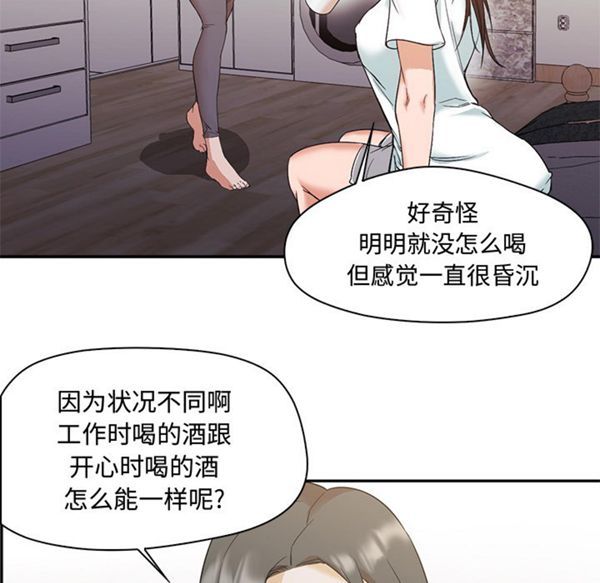 好奇怪
明明就没怎么喝
但感觉一直很昏沉
因为状况不同啊
工作时喝的酒跟
开心时喝的酒
怎么能一样呢?